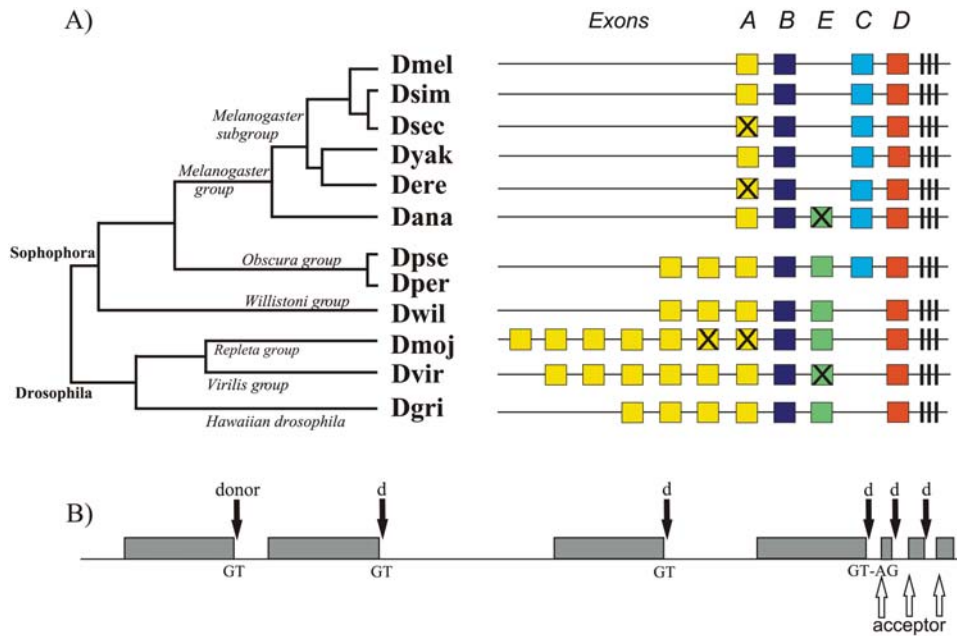 A) Exons A B E C D
Dmel
Dsim
Melanogaster
subgroup
Dsec
Dyak
Melanogaster
group
Dere
Dana
Sophophora
Obscura group
Dpse
Dper
Willistoni group
Dwil
Dmoj
Repleta group
Dvir
Drosophila
Virilis group
Dgri
Hawaiian drosophila
B) donor d d d d d
GT GT GT GT-AG
acceptor